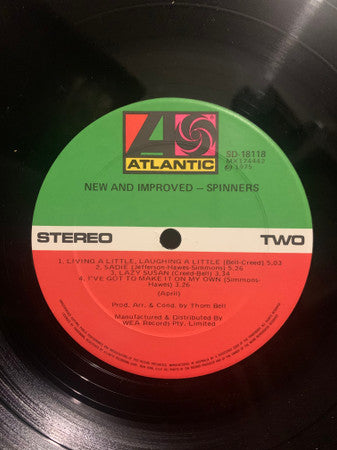 ATLANTIC
SD-18118
MX174442
℗ 1975
NEW AND IMPROVED – SPINNERS
STEREO
TWO
1. LIVING A LITTLE, LAUGHING A LITTLE (Bell-Creed) 5.03
2. SADIE (Jefferson-Hawes-Simmons) 5.26
3. LAZY SUSAN (Creed-Bell) 3.34
4. I'VE GOT TO MAKE IT ON MY OWN (Simmons-
Hawes) 3.26
(April)
Prod. Arr. & Cond. by Thom Bell
Manufactured & Distributed By
WEA Records Pty. Limited